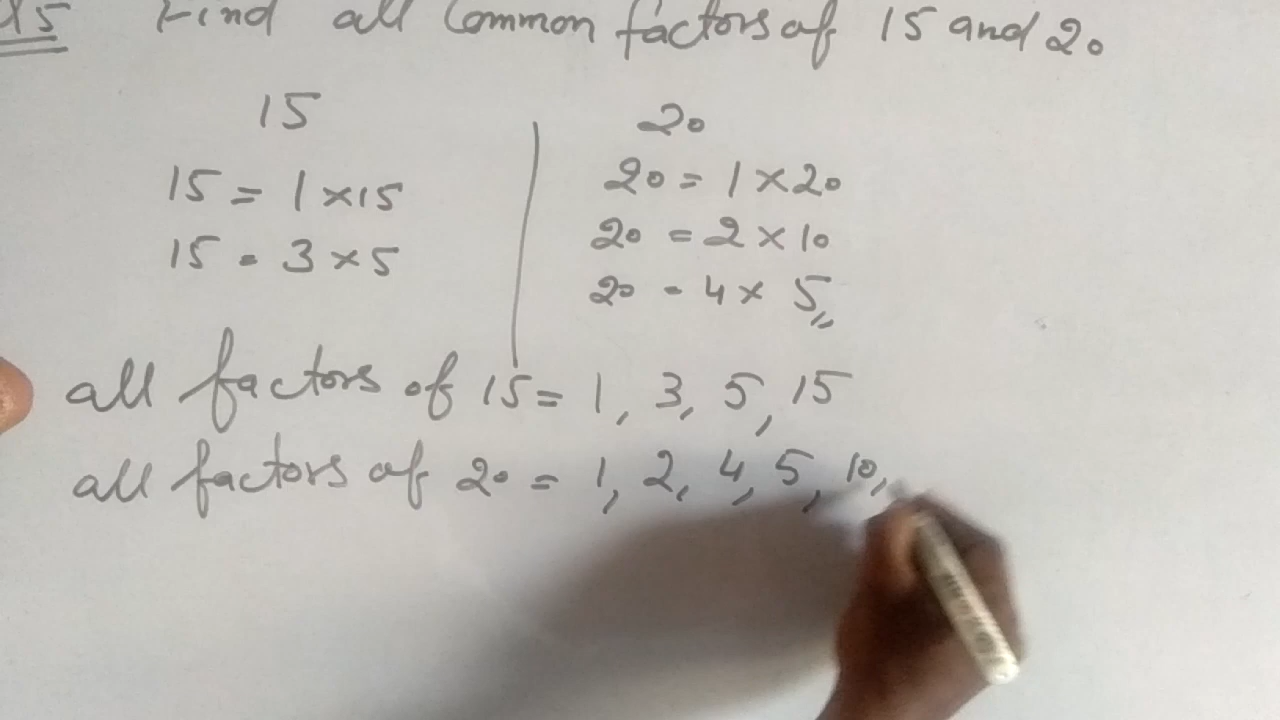 Find all Common factors of 15 and 20
15
15 = 1 × 15
15 = 3 × 5
20
20 = 1 × 20
20 = 2 × 10
20 = 4 × 5,,
all factors of 15 = 1, 3, 5, 15
all factors of 20 = 1, 2, 4, 5, 10,